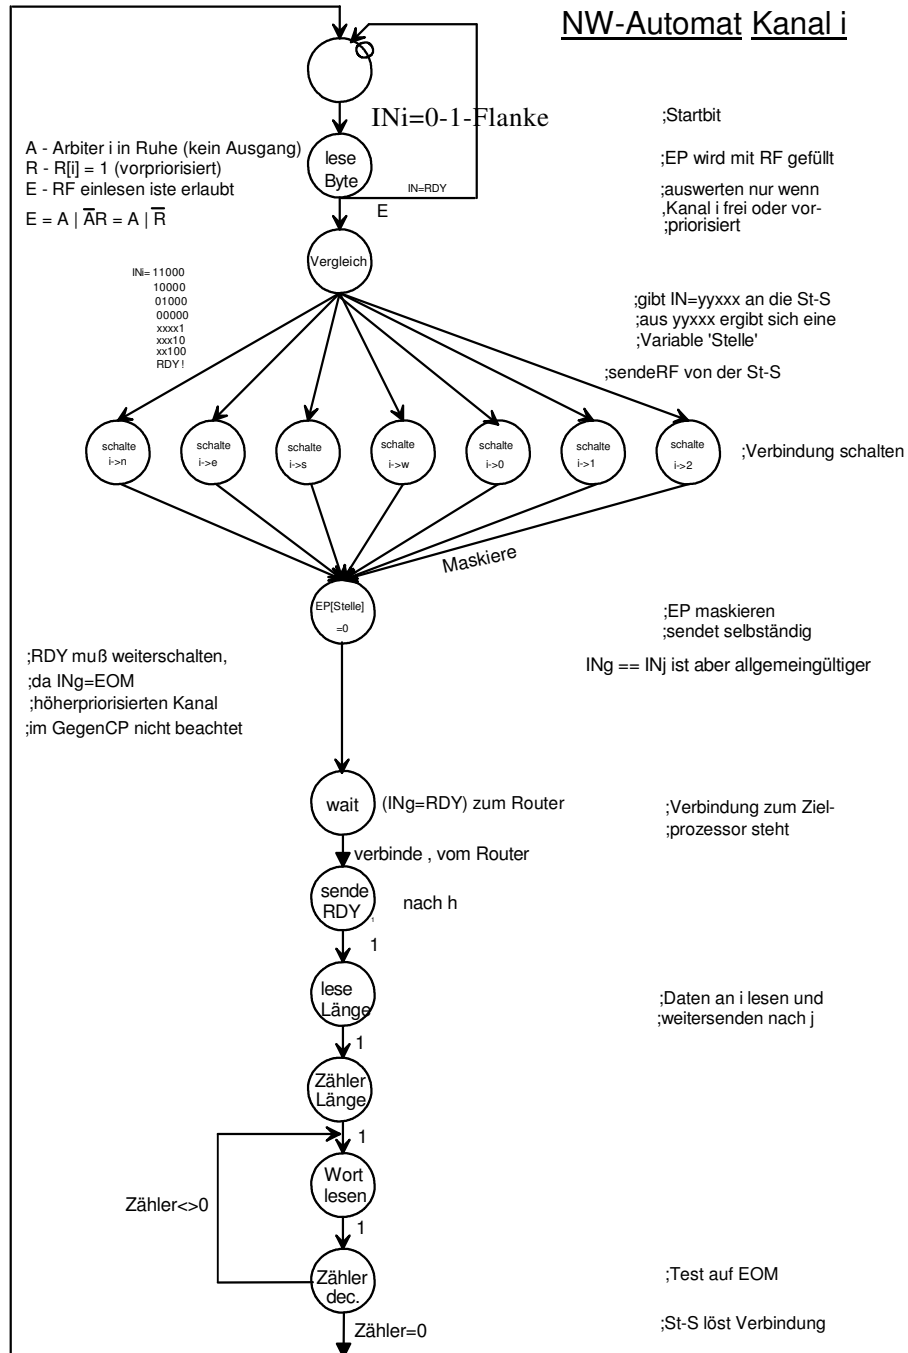 NW-Automat Kanal i
INi=0-1-Flanke
;Startbit
A - Arbiter i in Ruhe (kein Ausgang)
R - R[i] = 1 (vorpriorisiert)
E - RF einlesen iste erlaubt
E = A | A̅R = A | R̅
lese
Byte
IN=RDY
E
;EP wird mit RF gefüllt
;auswerten nur wenn
,Kanal i frei oder vor-
;priorisiert
Vergleich
INi= 11000
10000
01000
00000
xxxx1
xxx10
xx100
RDY!
;gibt IN=yyxxx an die St-S
;aus yyxxx ergibt sich eine
;Variable 'Stelle'
;sendeRF von der St-S
schalte
i->n
schalte
i->e
schalte
i->s
schalte
i->w
schalte
i->0
schalte
i->1
schalte
i->2
;Verbindung schalten
Maskiere
EP[Stelle]
=0
;EP maskieren
;sendet selbständig
INg == INj ist aber allgemeingültiger
;RDY muß weiterschalten,
;da INg=EOM
;höherpriorisierten Kanal
;im GegenCP nicht beachtet
wait
(INg=RDY) zum Router
;Verbindung zum Ziel-
;prozessor steht
verbinde , vom Router
sende
RDY
nach h
1
lese
Länge
;Daten an i lesen und
;weitersenden nach j
1
Zähler
Länge
1
Wort
lesen
Zähler<>0
1
Zähler
dec.
;Test auf EOM
Zähler=0
;St-S löst Verbindung